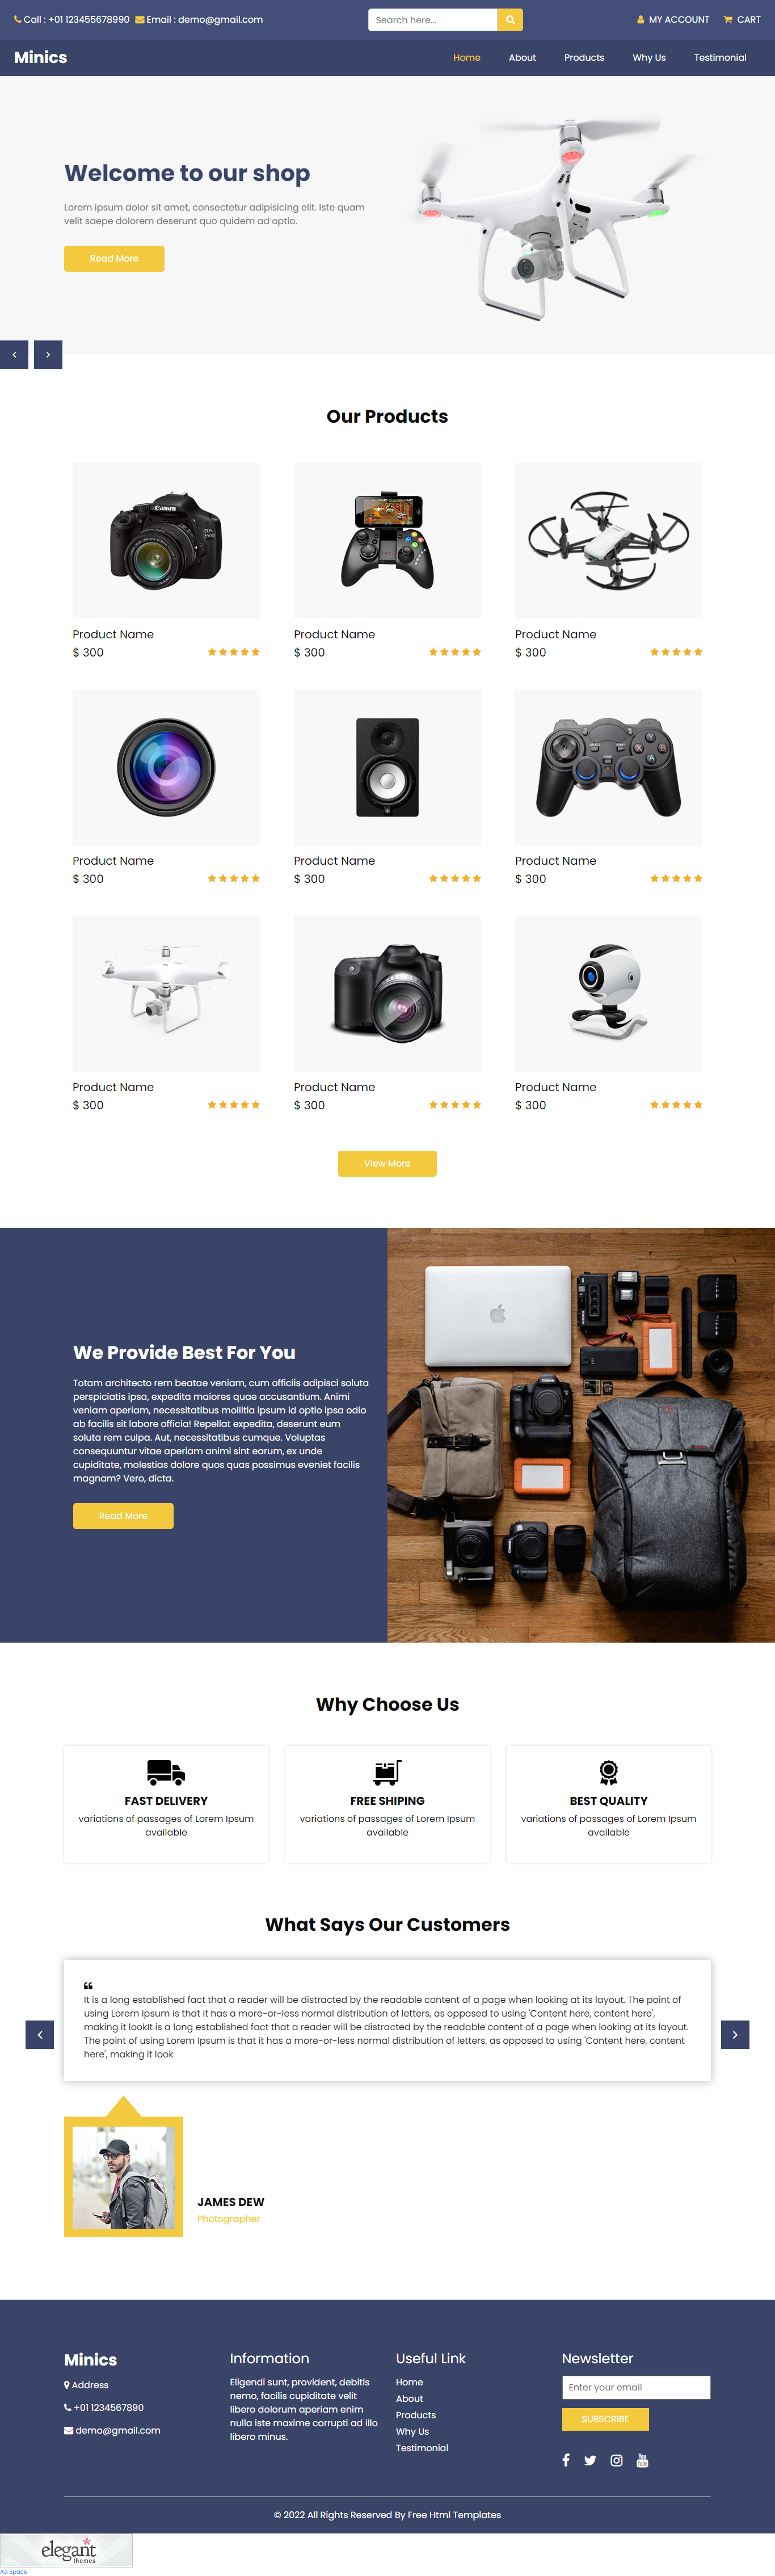 Call : +01 123455678990 Email : demo@gmail.com
Search here...
MY ACCOUNT CART
Minics
Home About Products Why Us Testimonial
Welcome to our shop
Lorem ipsum dolor sit amet, consectetur adipisicing elit. Iste quam
velit saepe dolorem deserunt quo quidem ad optio.
Read More
Our Products
Canon
EOS
550D
Product Name
$ 300
Product Name
$ 300
Product Name
$ 300
Product Name
$ 300
Product Name
$ 300
Y
X B
A
Product Name
$ 300
Product Name
$ 300
Product Name
$ 300
Product Name
$ 300
View More
We Provide Best For You
Totam architecto rem beatae veniam, cum officiis adipisci soluta
perspiciatis ipsa, expedita maiores quae accusantium. Animi
veniam aperiam, necessitatibus mollitia ipsum id optio ipsa odio
ab facilis sit labore officia! Repellat expedita, deserunt eum
soluta rem culpa. Aut, necessitatibus cumque. Voluptas
consequuntur vitae aperiam animi sint earum, ex unde
cupiditate, molestias dolore quos quas possimus eveniet facilis
magnam? Vero, dicta.
Read More
Canon
Why Choose Us
FAST DELIVERY
variations of passages of Lorem Ipsum
available
FREE SHIPING
variations of passages of Lorem Ipsum
available
BEST QUALITY
variations of passages of Lorem Ipsum
available
What Says Our Customers
It is a long established fact that a reader will be distracted by the readable content of a page when looking at its layout. The point of
using Lorem Ipsum is that it has a more-or-less normal distribution of letters, as opposed to using 'Content here, content here',
making it lookIt is a long established fact that a reader will be distracted by the readable content of a page when looking at its layout.
The point of using Lorem Ipsum is that it has a more-or-less normal distribution of letters, as opposed to using 'Content here, content
here', making it look
JAMES DEW
Photographer
Minics
Address
+01 1234567890
demo@gmail.com
Information
Eligendi sunt, provident, debitis
nemo, facilis cupiditate velit
libero dolorum aperiam enim
nulla iste maxime corrupti ad illo
libero minus.
Useful Link
Home
About
Products
Why Us
Testimonial
Newsletter
Enter your email
SUBSCRIBE
© 2022 All Rights Reserved By Free Html Templates
elegant
themes
Ad Space